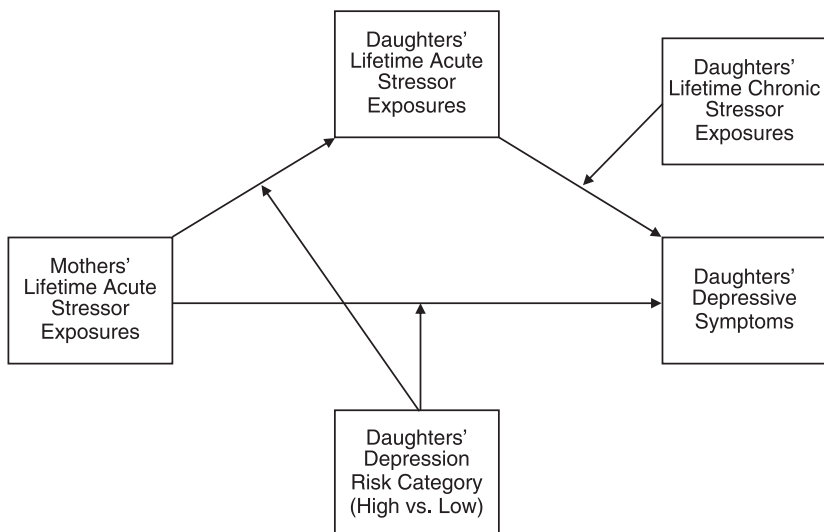 Daughters’
Lifetime Acute
Stressor
Exposures
Daughters’
Lifetime Chronic
Stressor
Exposures
Mothers’
Lifetime Acute
Stressor
Exposures
Daughters’
Depressive
Symptoms
Daughters’
Depression
Risk Category
(High vs. Low)